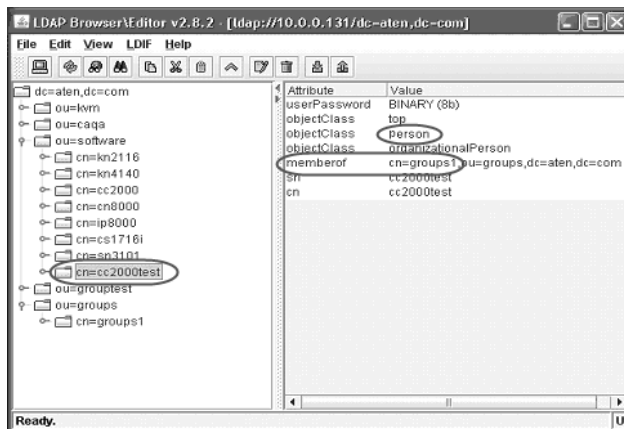 LDAP Browser\Editor v2.8.2 - [ldap://10.0.0.131/dc=aten,dc=com]
File Edit View LDIF Help
dc=aten,dc=com
ou=kvm
ou=caqa
ou=software
cn=kn2116
cn=kn4140
cn=cc2000
cn=cn8000
cn=ip8000
cn=cs1716i
cn=sn3101
cn=cc2000test
ou=grouptest
ou=groups
cn=groups1
Attribute Value
userPassword BINARY (8b)
objectClass top
objectClass person
objectClass organizationalPerson
memberof cn=groups1,ou=groups,dc=aten,dc=com
sn cc2000test
cn cc2000test
Ready.
U